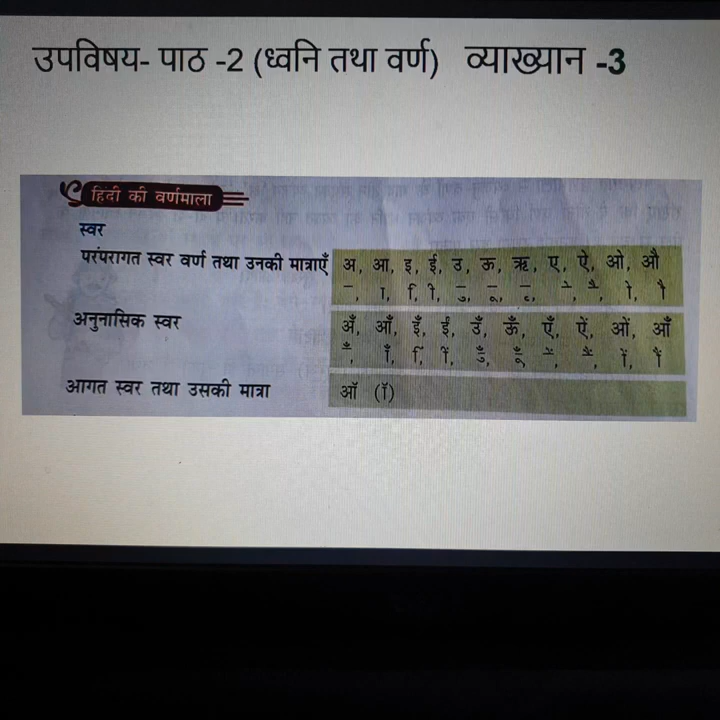 उपविषय- पाठ -2 (ध्वनि तथा वर्ण) व्याख्यान -3
हिंदी की वर्णमाला
स्वर
परंपरागत स्वर वर्ण तथा उनकी मात्राएँ अ, आ, इ, ई, उ, ऊ, ऋ, ए, ऐ, ओ, औ
–, ा, ि, ी, ु, ू, ृ, े, ै, ो, ौ
अनुनासिक स्वर अँ, आँ, इँ, ईं, उँ, ऊँ, एँ, ऐं, ओं, औं
ँ, ाँ, िं, ीं, ुँ, ूँ, ें, ैं, ों, ौं
आगत स्वर तथा उसकी मात्रा ऑ (ॉ)